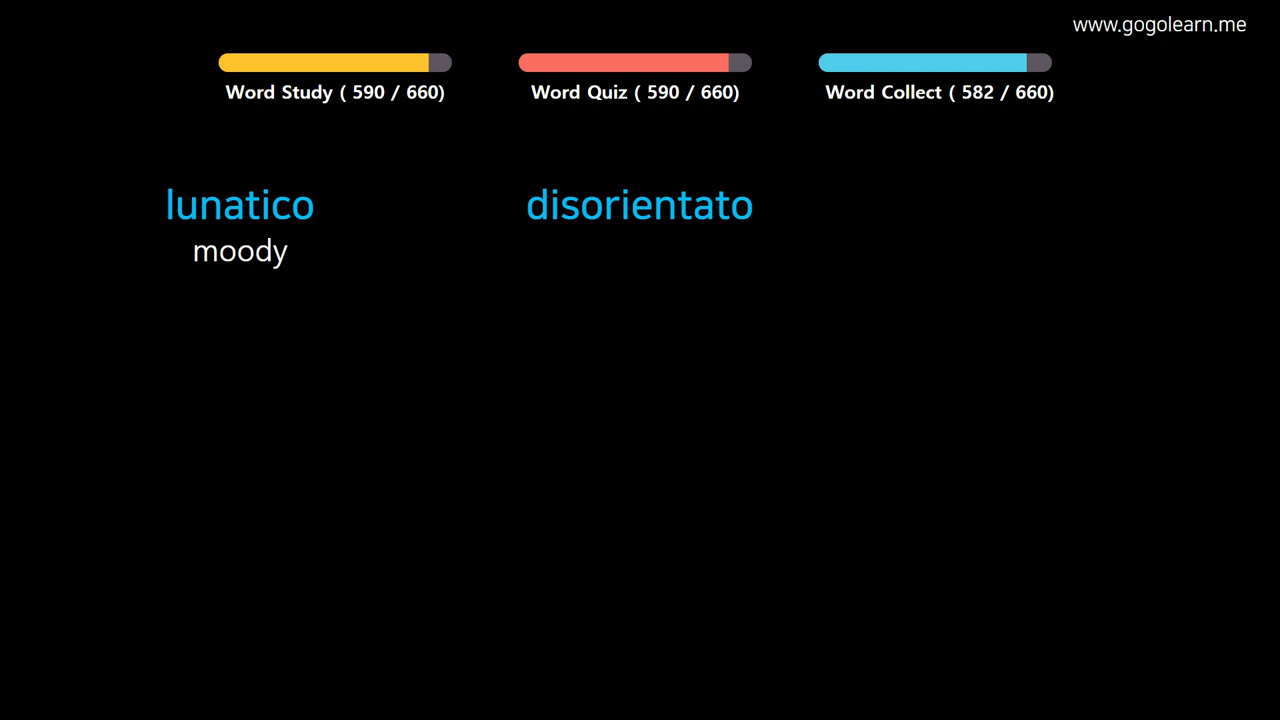 www.gogolearn.me
Word Study ( 590 / 660)
Word Quiz ( 590 / 660)
Word Collect ( 582 / 660)
lunatico
moody
disorientato